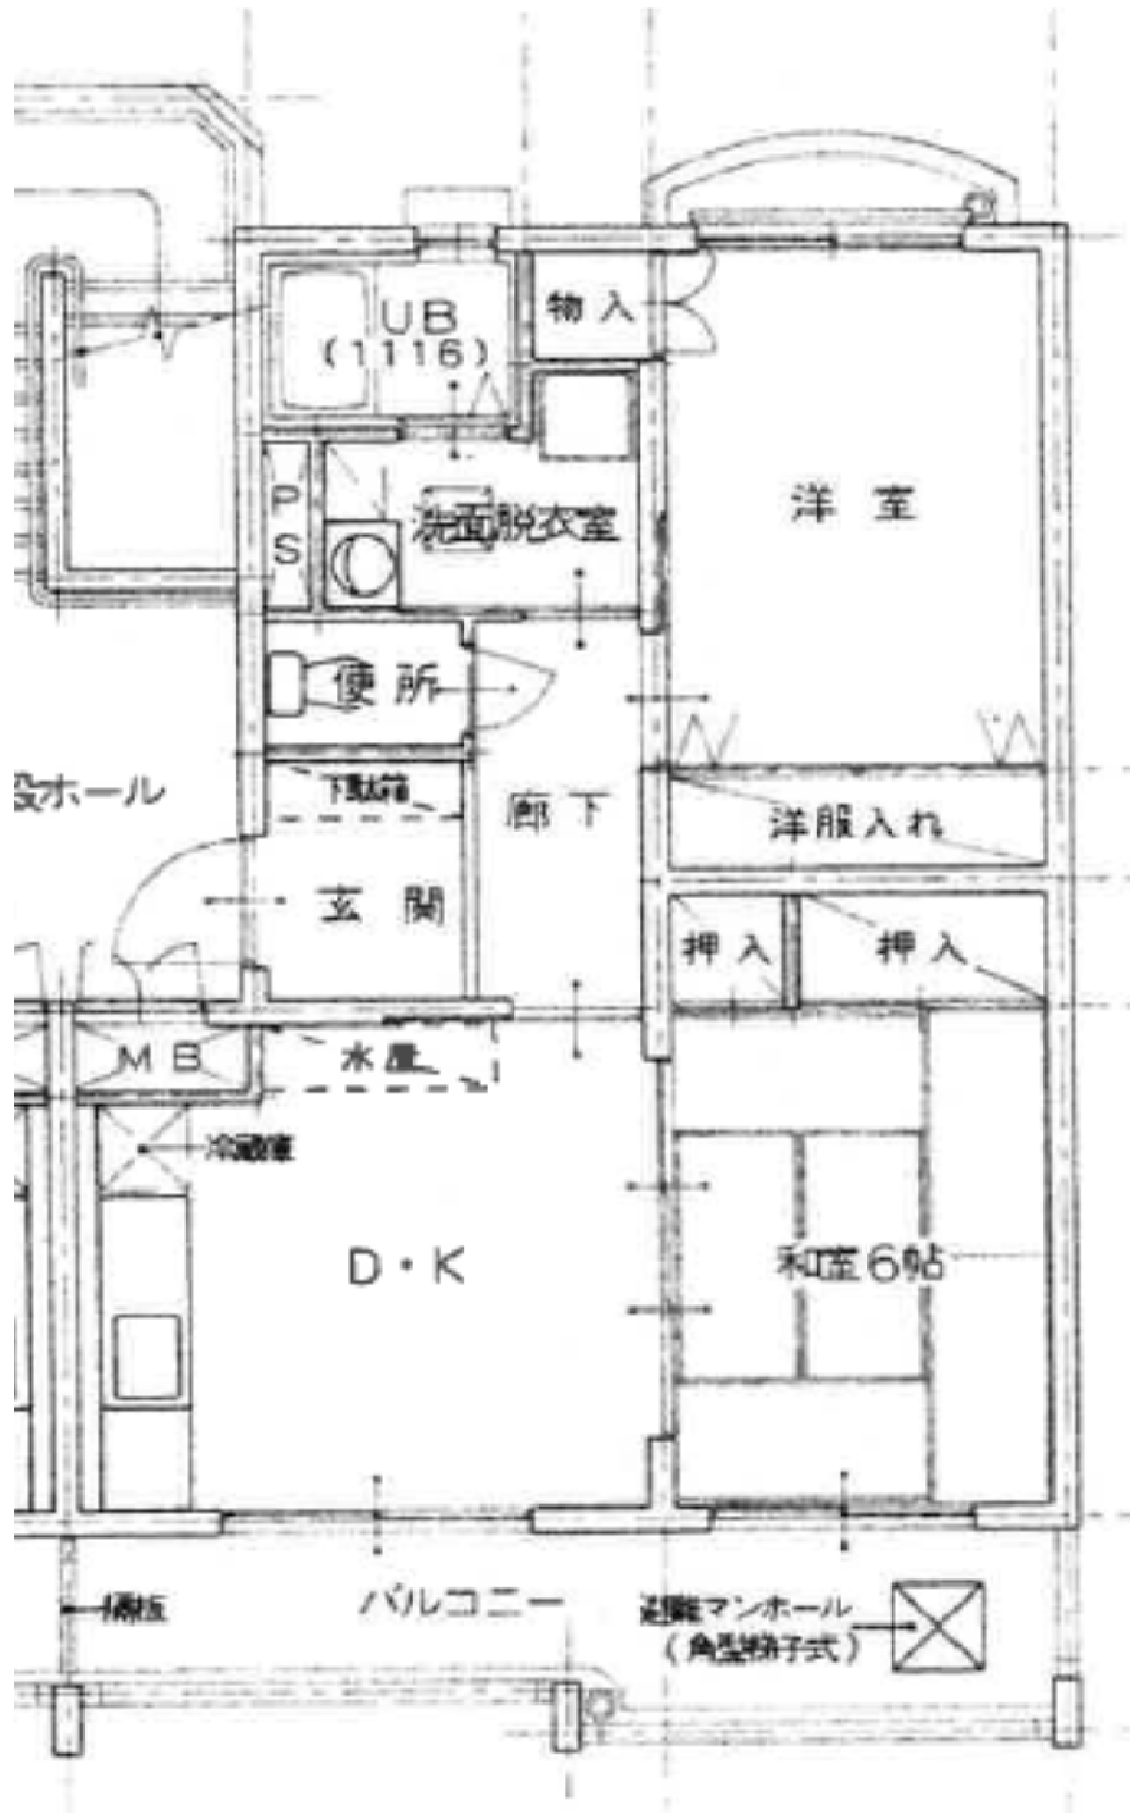 物入
UB
(1116)
PS
洗面脱衣室
洋室
便所
下駄箱
廊下
洋服入れ
段ホール
玄関
押入
押入
MB
水屋
冷蔵庫
D・K
和室6帖
バルコニー
隔板
避難マンホール
(角型梯子式)